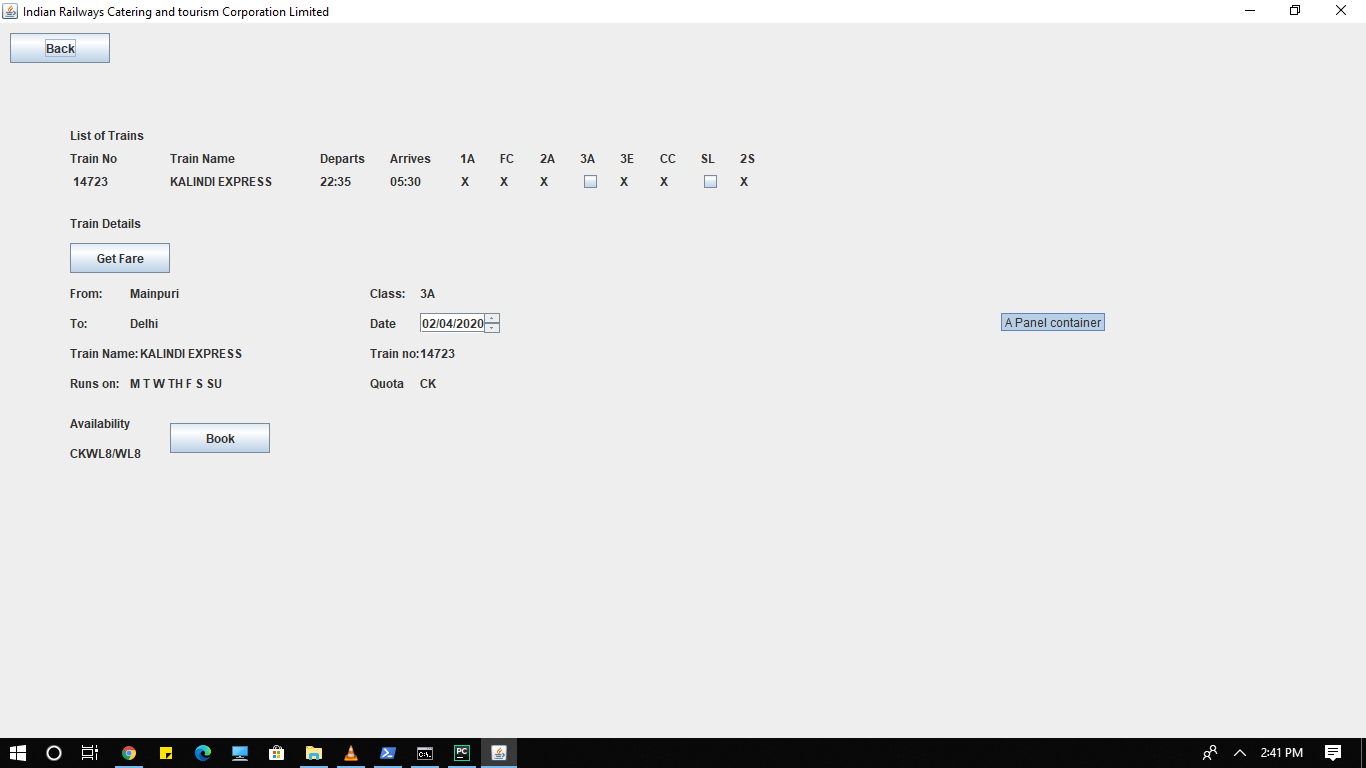 Indian Railways Catering and tourism Corporation Limited
Back
List of Trains
Train No Train Name Departs Arrives 1A FC 2A 3A 3E CC SL 2S
14723 KALINDI EXPRESS 22:35 05:30 X X X X X X
Train Details
Get Fare
From: Mainpuri Class: 3A
To: Delhi Date 02/04/2020 A Panel container
Train Name: KALINDI EXPRESS Train no: 14723
Runs on: M T W TH F S SU Quota CK
Availability
Book
CKWL8/WL8
PC
2:41 PM